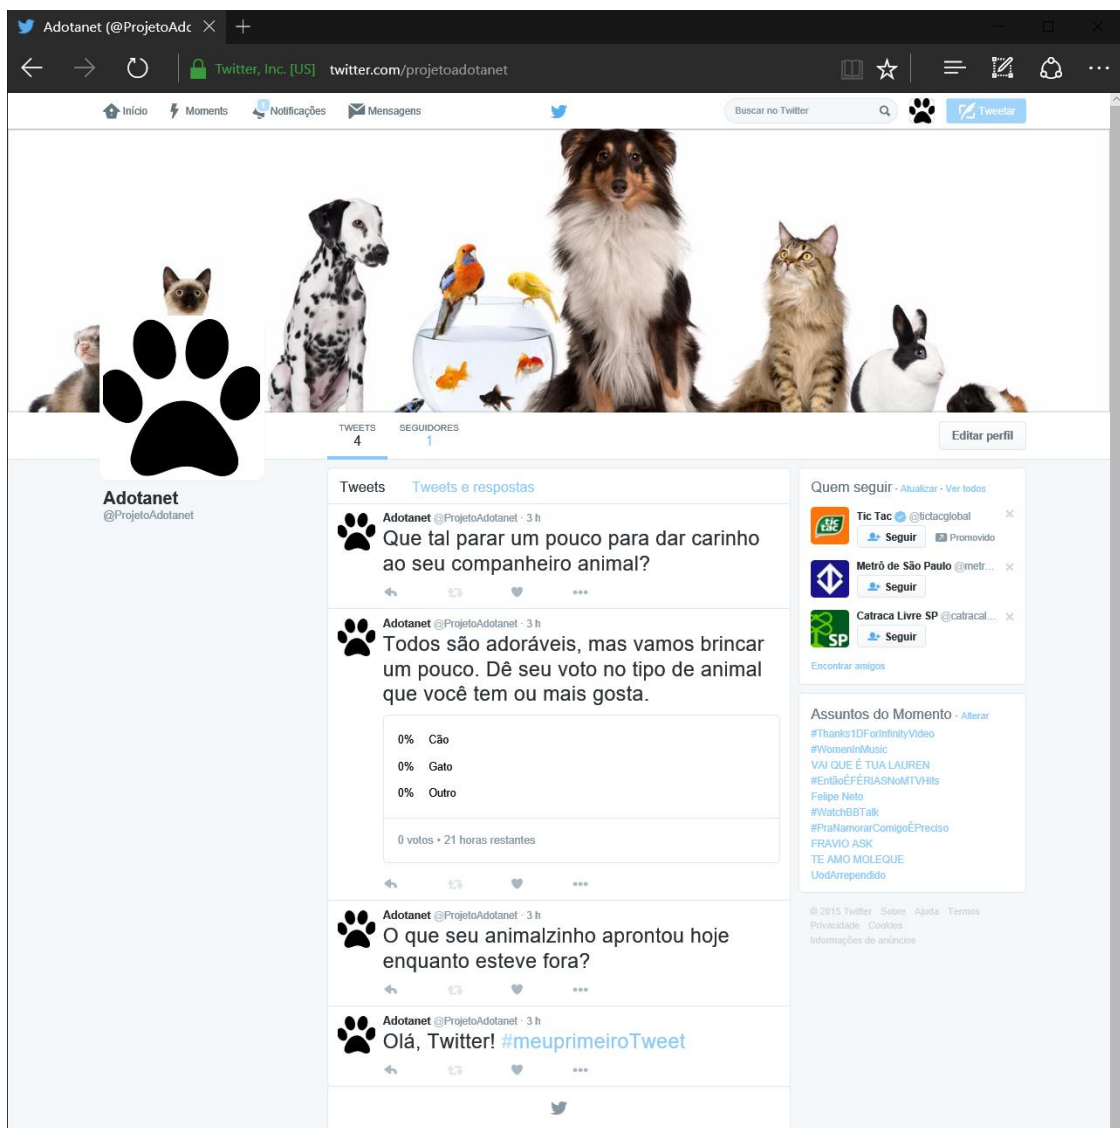 Adotanet (@ProjetoAdc
Twitter, Inc. [US] twitter.com/projetoadotanet
Início Moments 1 Notificações Mensagens Buscar no Twitter Tweetar
TWEETS SEGUIDORES
4 1
Editar perfil
Adotanet
@ProjetoAdotanet
Tweets Tweets e respostas
Adotanet @ProjetoAdotanet · 3 h
Que tal parar um pouco para dar carinho
ao seu companheiro animal?
Adotanet @ProjetoAdotanet · 3 h
Todos são adoráveis, mas vamos brincar
um pouco. Dê seu voto no tipo de animal
que você tem ou mais gosta.
0% Cão
0% Gato
0% Outro
0 votos • 21 horas restantes
Adotanet @ProjetoAdotanet · 3 h
O que seu animalzinho aprontou hoje
enquanto esteve fora?
Adotanet @ProjetoAdotanet · 3 h
Olá, Twitter! #meuprimeiroTweet
Quem seguir · Atualizar · Ver todos
tic tac
Tic Tac @tictacglobal
Seguir Promovido
Metrô de São Paulo @metr...
Seguir
SP
Catraca Livre SP @catracal...
Seguir
Encontrar amigos
Assuntos do Momento · Alterar
#Thanks1DForInfinityVideo
#WomenInMusic
VAI QUE É TUA LAUREN
#EntãoÉFÉRIASNoMTVHits
Felipe Neto
#WatchBBTalk
#PraNamorarComigoÉPreciso
FRAVIO ASK
TE AMO MOLEQUE
UodArrependido
© 2015 Twitter Sobre Ajuda Termos
Privacidade Cookies
Informações de anúncios